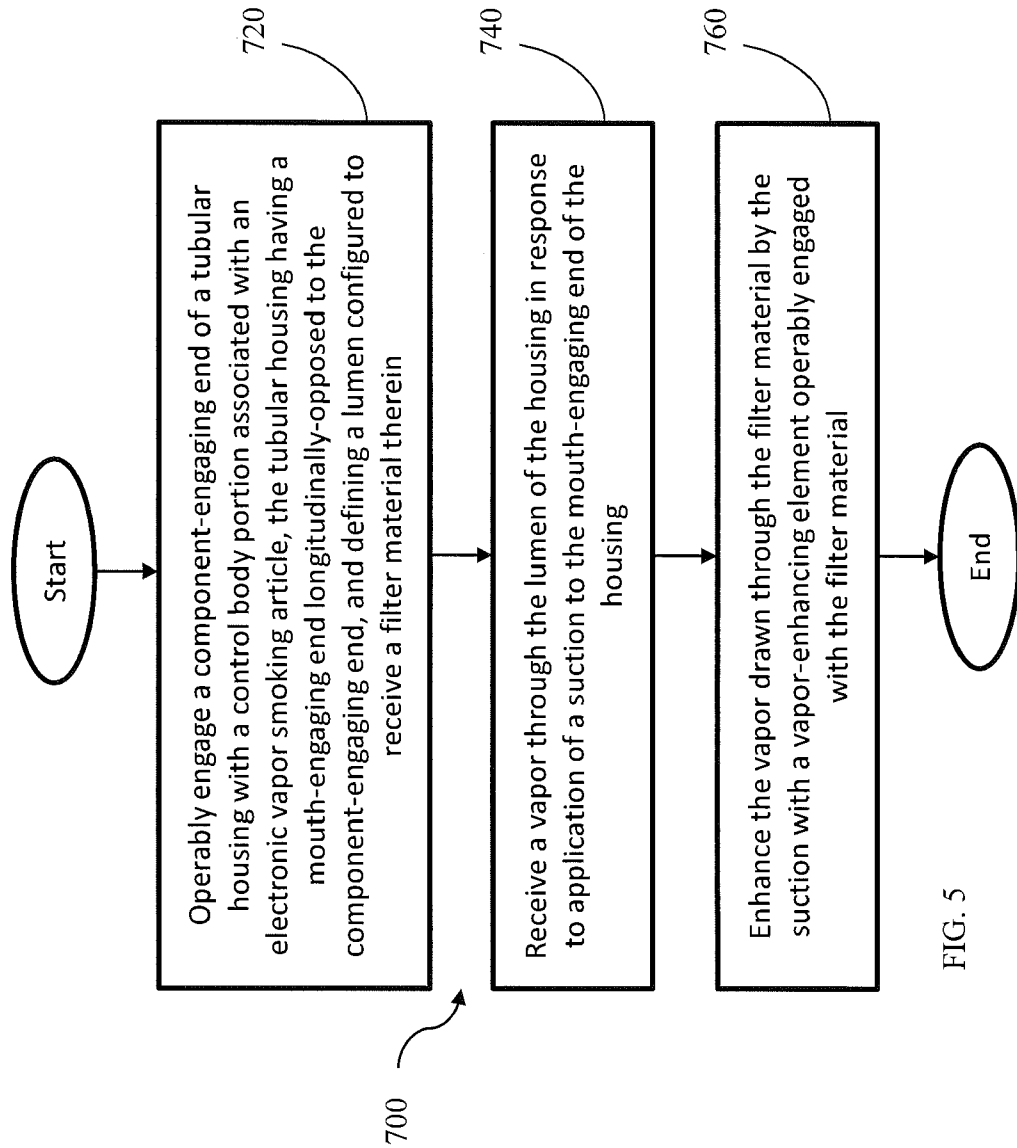 Start
Operably engage a component-engaging end of a tubular
housing with a control body portion associated with an
electronic vapor smoking article, the tubular housing having a
mouth-engaging end longitudinally-opposed to the
component-engaging end, and defining a lumen configured to
receive a filter material therein
720
700
Receive a vapor through the lumen of the housing in response
to application of a suction to the mouth-engaging end of the
housing
740
Enhance the vapor drawn through the filter material by the
suction with a vapor-enhancing element operably engaged
with the filter material
760
End
FIG. 5